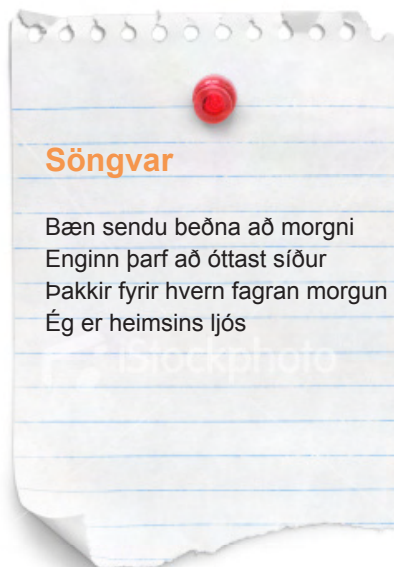 Söngvar
Bæn sendu beðna að morgni
Enginn þarf að óttast síður
Þakkir fyrir hvern fagran morgun
Ég er heimsins ljós
iStockphoto